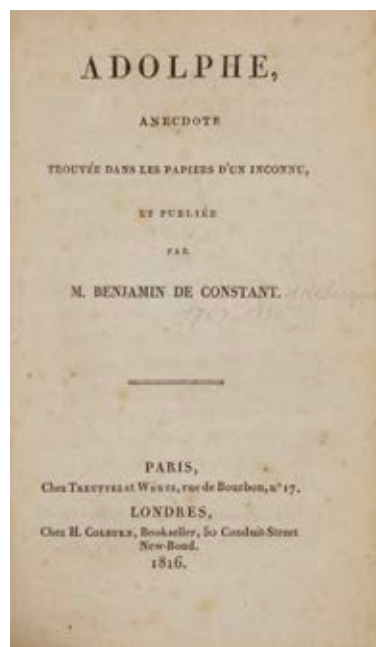 ADOLPHE,
ANECDOTE
TROUVÉE DANS LES PAPIERS D'UN INCONNU,
ET PUBLIÉE
PAR
M. BENJAMIN DE CONSTANT.
PARIS,
Chez TREUTTEL et WÜRTZ, rue de Bourbon, n° 17.
LONDRES,
Chez H. COLBURN, Bookseller, 50 Conduit-Street
New-Bond.
1816.